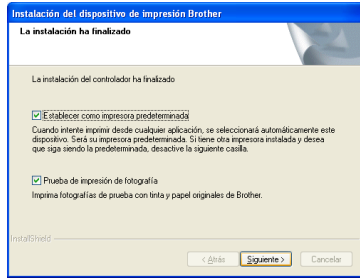 Instalación del dispositivo de impresión Brother
La instalación ha finalizado
La instalación del controlador ha finalizado
Establecer como impresora predeterminada
Cuando intente imprimir desde cualquier aplicación, se seleccionará automáticamente este
dispositivo. Será su impresora predeterminada. Si tiene otra impresora instalada y desea
que siga siendo la predeterminada, desactive la siguiente casilla.
Prueba de impresión de fotografía
Imprima fotografías de prueba con tinta y papel originales de Brother.
InstallShield
< Atrás Siguiente > Cancelar